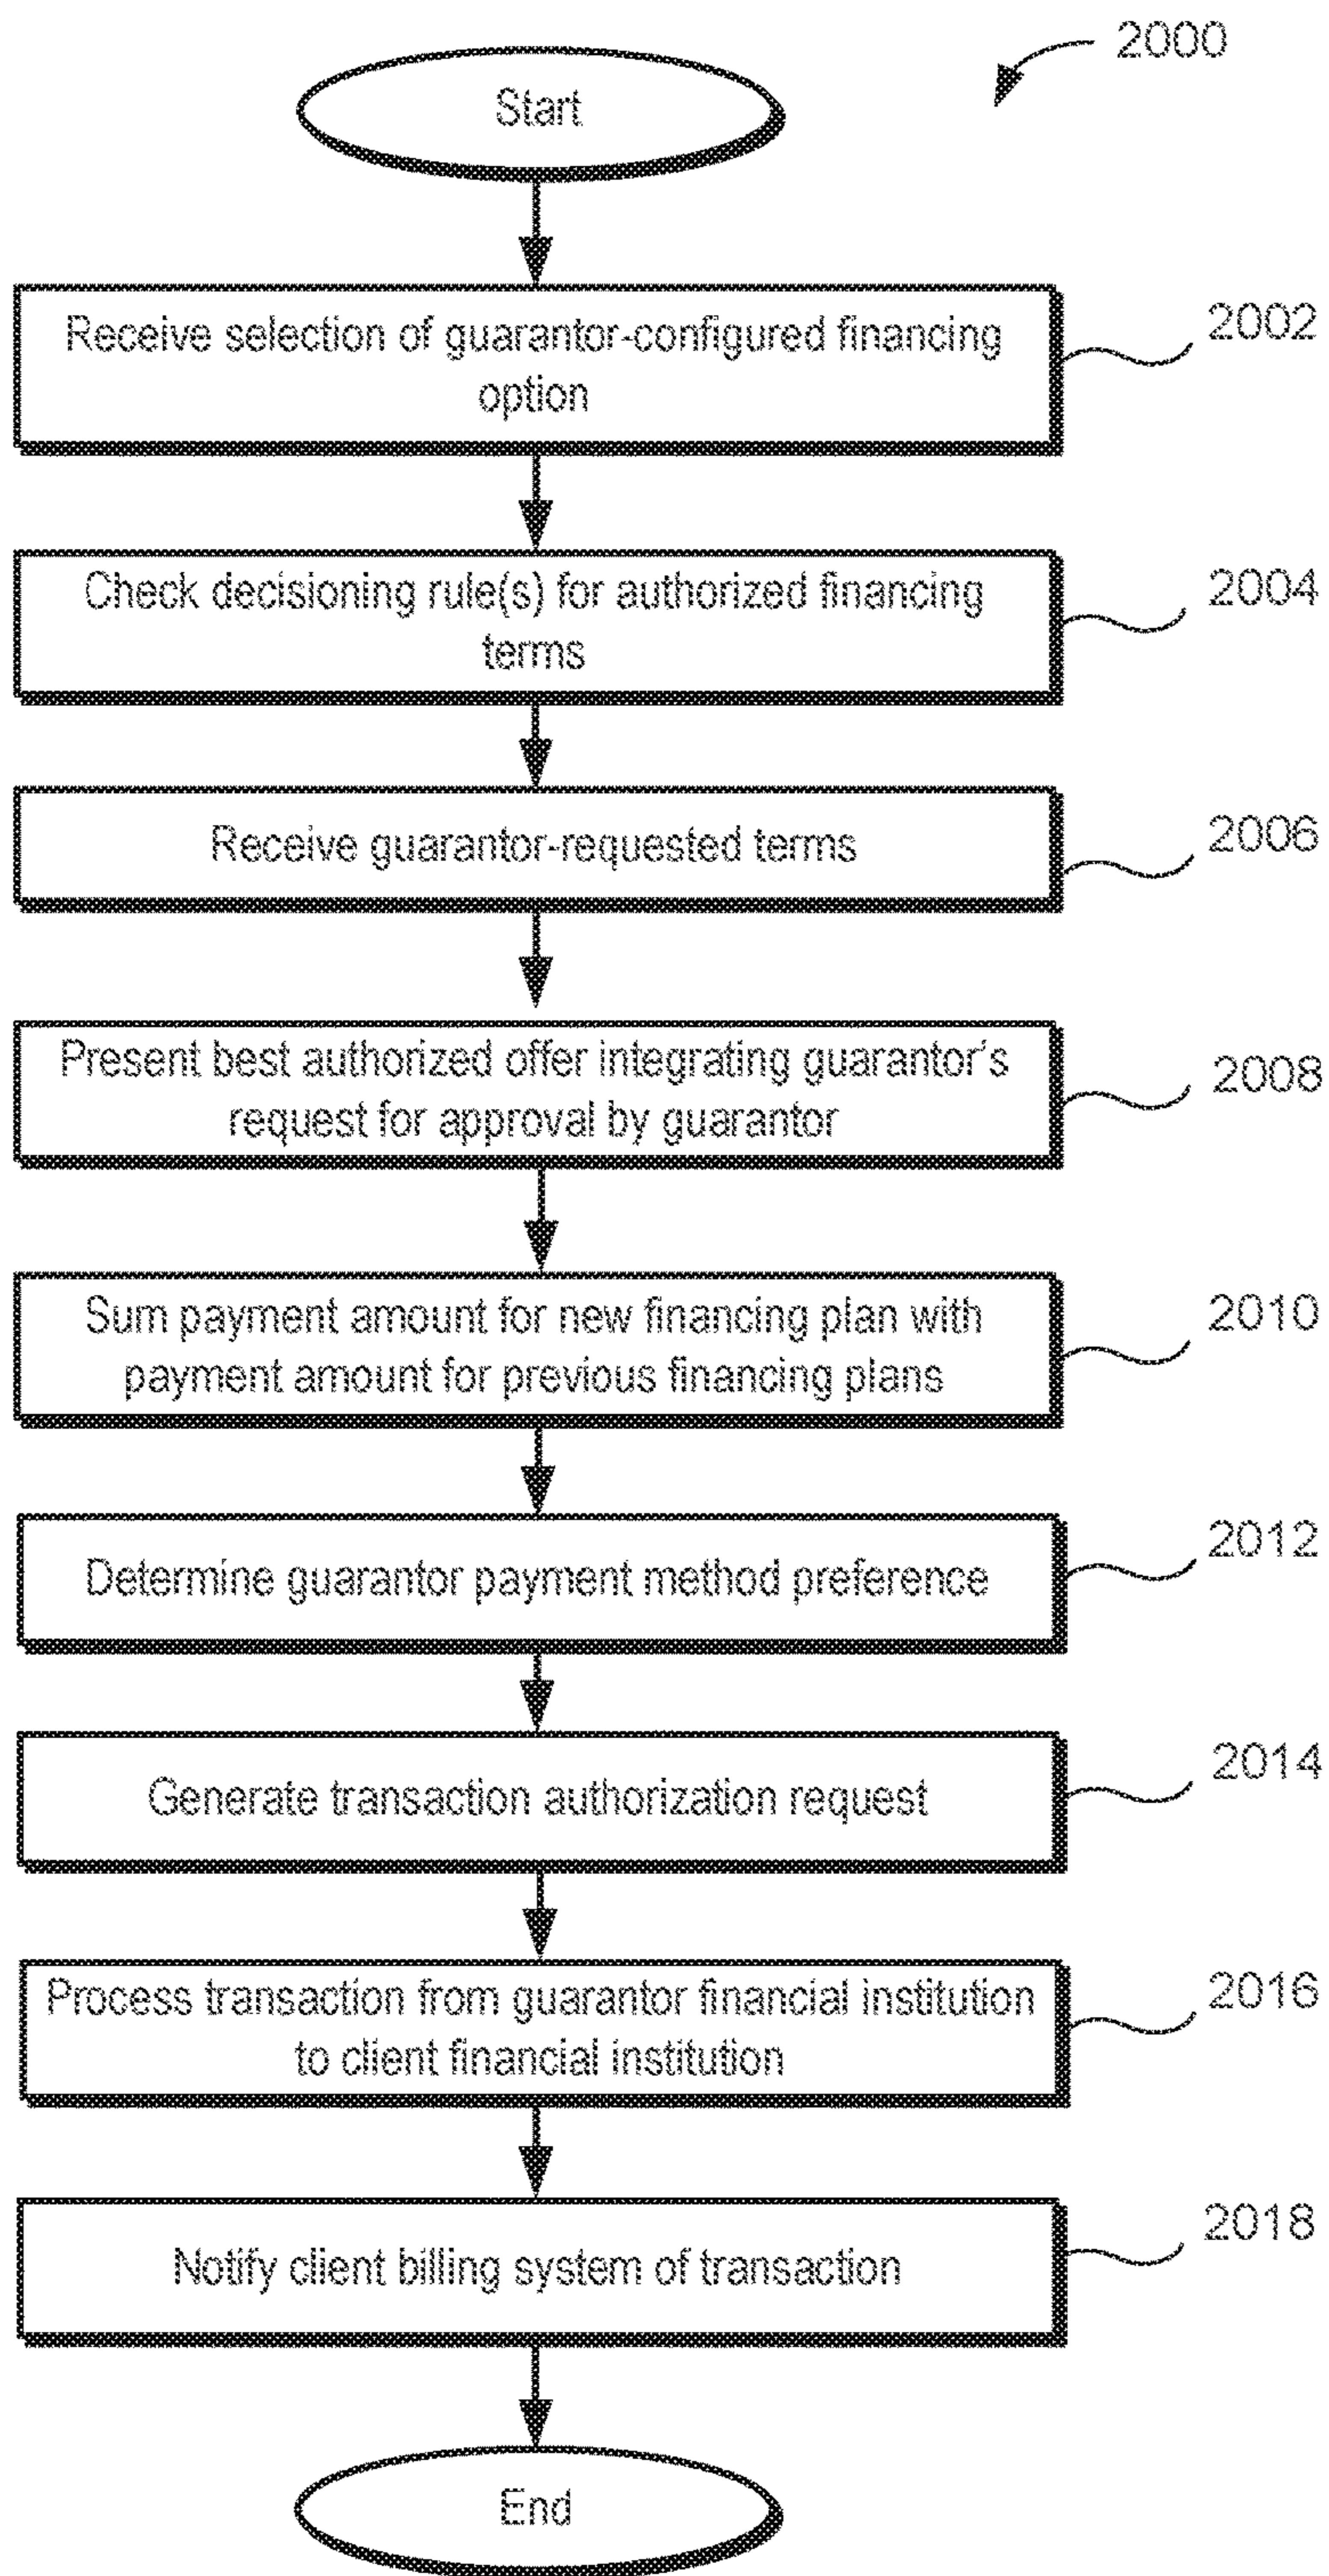 2000
Start
Receive selection of guarantor-configured financing
option
2002
Check decisioning rule(s) for authorized financing
terms
2004
Receive guarantor-requested terms
2006
Present best authorized offer integrating guarantor's
request for approval by guarantor
2008
Sum payment amount for new financing plan with
payment amount for previous financing plans
2010
Determine guarantor payment method preference
2012
Generate transaction authorization request
2014
Process transaction from guarantor financial institution
to client financial institution
2016
Notify client billing system of transaction
2018
End